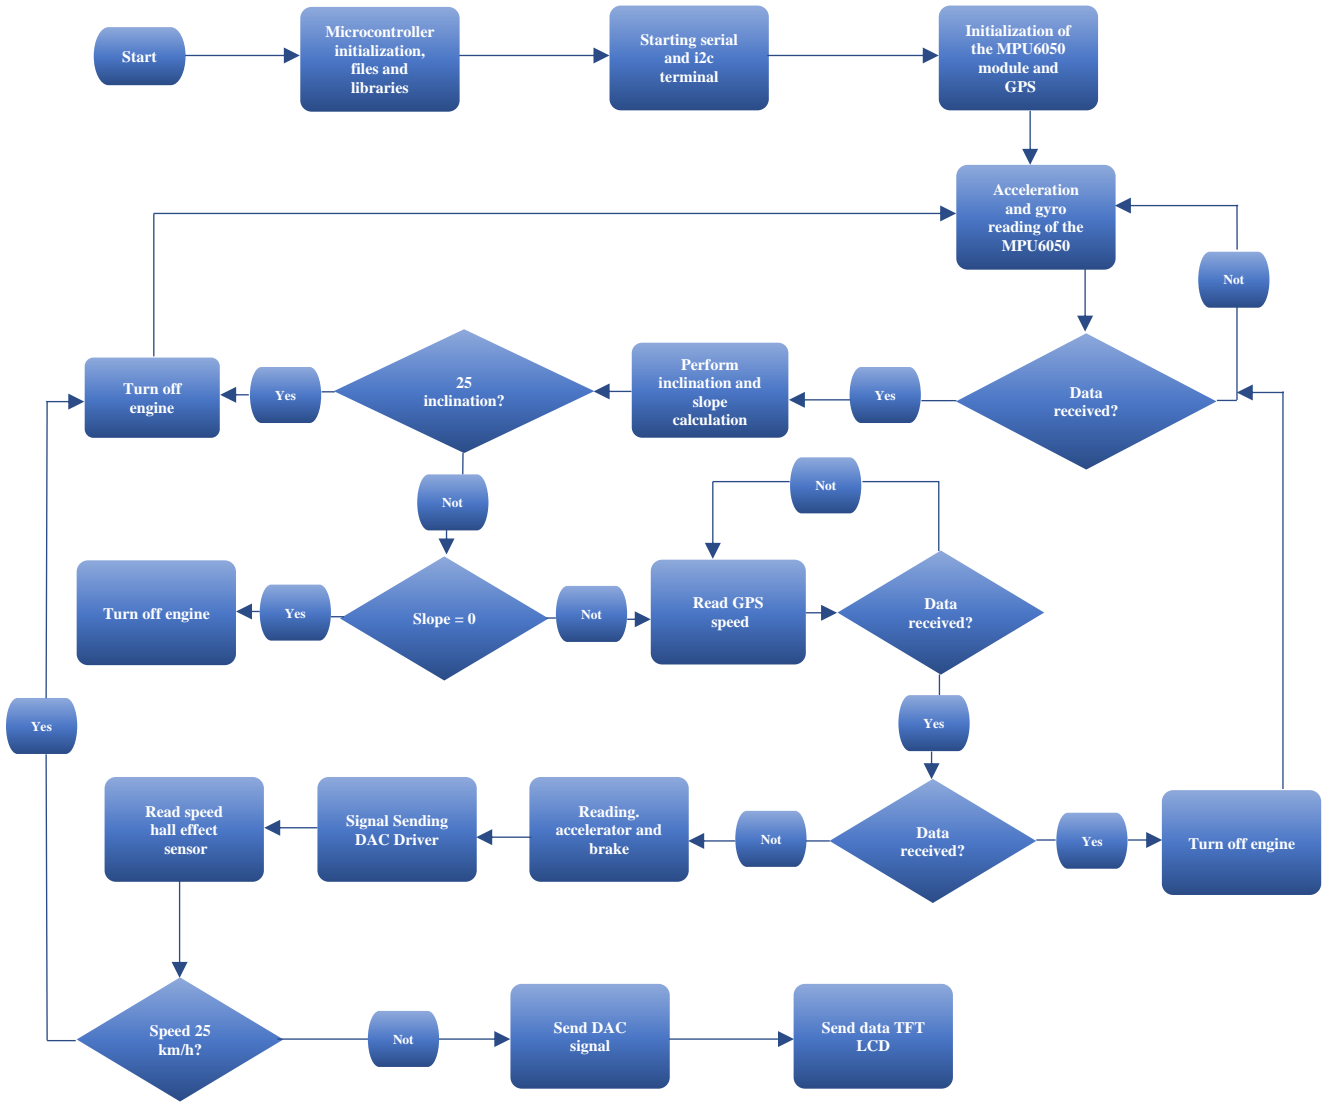 Start
Microcontroller
initialization,
files and
libraries
Starting serial
and i2c
terminal
Initialization of
the MPU6050
module and
GPS
Acceleration
and gyro
reading of the
MPU6050
Not
Turn off
engine
Yes
25
inclination?
Perform
inclination and
slope
calculation
Yes
Data
received?
Not
Not
Turn off engine
Yes
Slope = 0
Not
Read GPS
speed
Data
received?
Yes
Yes
Read speed
hall effect
sensor
Signal Sending
DAC Driver
Reading.
accelerator and
brake
Not
Data
received?
Yes
Turn off engine
Speed 25
km/h?
Not
Send DAC
signal
Send data TFT
LCD